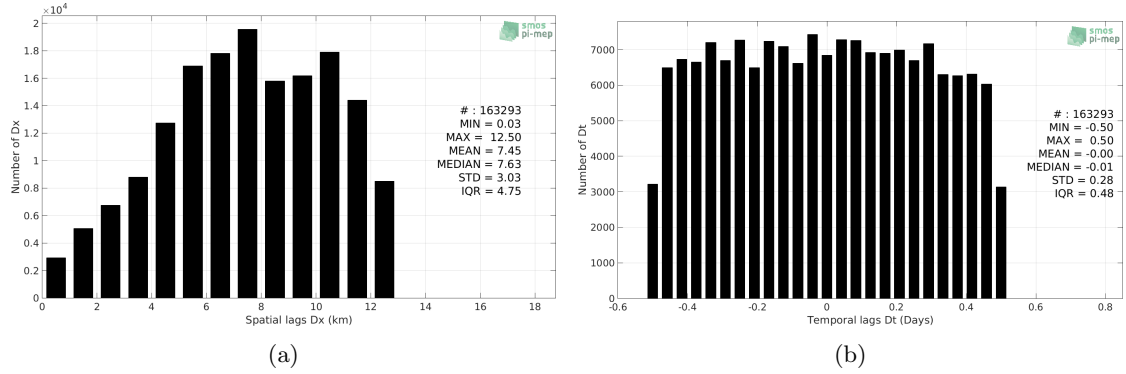 ×10⁴
2
1.8
1.6
1.4
1.2
1
0.8
0.6
0.4
0.2
0
Number of Dx
0 2 4 6 8 10 12 14 16 18
Spatial lags Dx (km)
smos
pi-mep
# : 163293
MIN = 0.03
MAX = 12.50
MEAN = 7.45
MEDIAN = 7.63
STD = 3.03
IQR = 4.75
(a)
7000
6000
5000
4000
3000
2000
1000
0
Number of Dt
-0.6 -0.4 -0.2 0 0.2 0.4 0.6 0.8
Temporal lags Dt (Days)
smos
pi-mep
# : 163293
MIN = -0.50
MAX = 0.50
MEAN = -0.00
MEDIAN = -0.01
STD = 0.28
IQR = 0.48
(b)